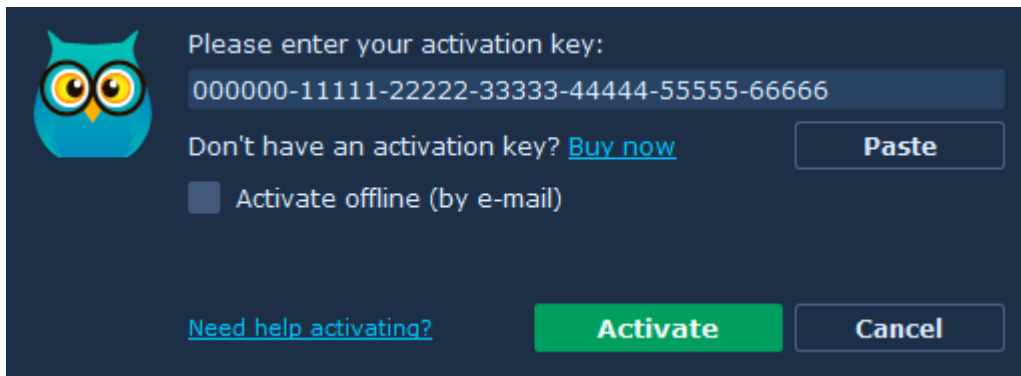 Please enter your activation key:
000000-11111-22222-33333-44444-55555-66666
Don't have an activation key? Buy now
Paste
Activate offline (by e-mail)
Need help activating?
Activate
Cancel